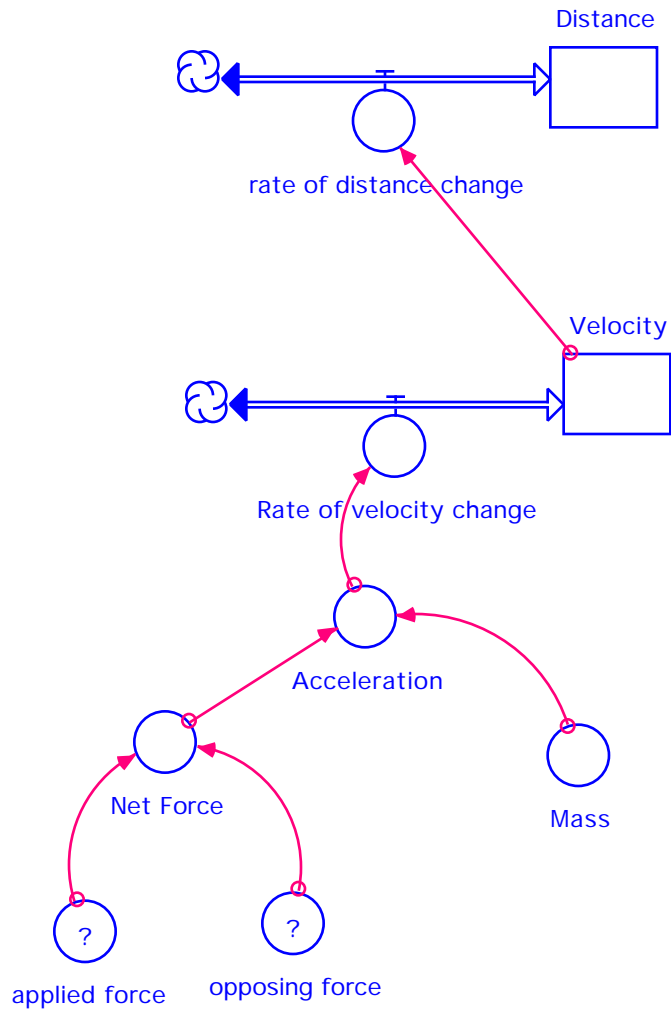 Distance
rate of distance change
Velocity
Rate of velocity change
Acceleration
Net Force
Mass
?
?
applied force
opposing force